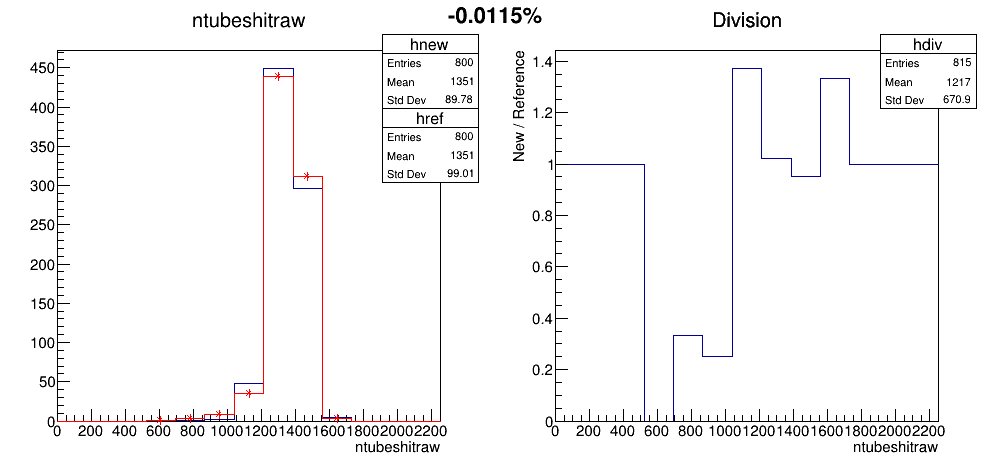 -0.0115%
ntubeshitraw
hnew
Entries 800
Mean 1351
Std Dev 89.78
href
Entries 800
Mean 1351
Std Dev 99.01
450
400
350
300
250
200
150
100
50
0
0 200 400 600 800 1000 1200 1400 1600 1800 2000 2200
ntubeshitraw
Division
hdiv
Entries 815
Mean 1217
Std Dev 670.9
New / Reference
1.4
1.2
1
0.8
0.6
0.4
0.2
0
0 200 400 600 800 1000 1200 1400 1600 1800 2000 2200
ntubeshitraw